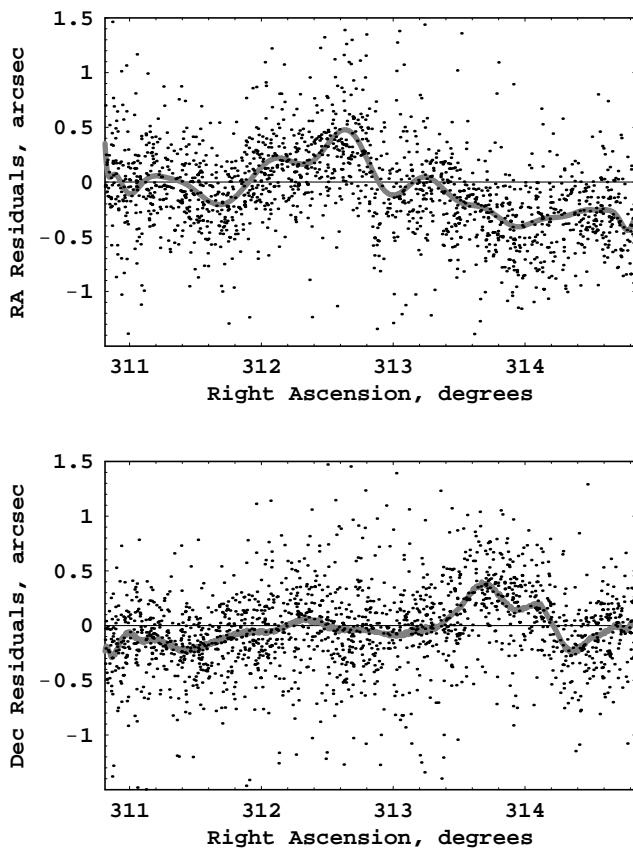 1.5
1
0.5
0
−0.5
−1
RA Residuals, arcsec
311 312 313 314
Right Ascension, degrees
1.5
1
0.5
0
−0.5
−1
Dec Residuals, arcsec
311 312 313 314
Right Ascension, degrees